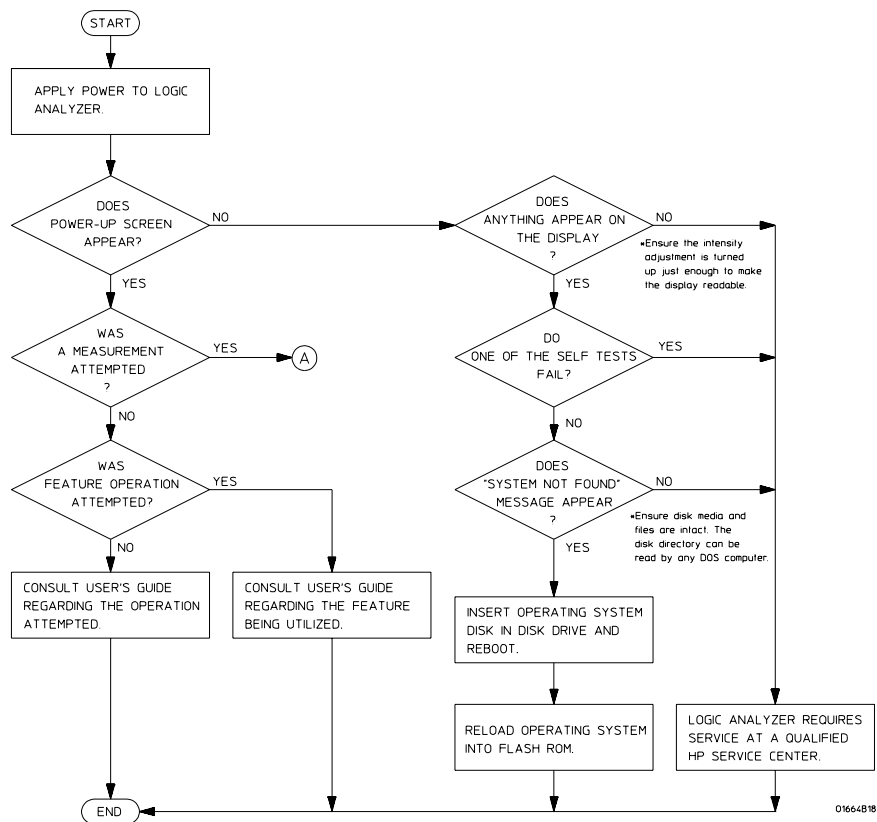 START
APPLY POWER TO LOGIC
ANALYZER.
DOES
POWER-UP SCREEN
APPEAR?
NO
YES
DOES
ANYTHING APPEAR ON
THE DISPLAY
?
NO
*Ensure the intensity
adjustment is turned
up just enough to make
the display readable.
YES
WAS
A MEASUREMENT
ATTEMPTED
?
YES
A
NO
DO
ONE OF THE SELF TESTS
FAIL?
YES
NO
WAS
FEATURE OPERATION
ATTEMPTED?
YES
NO
DOES
"SYSTEM NOT FOUND"
MESSAGE APPEAR
?
NO
*Ensure disk media and
files are intact. The
disk directory can be
read by any DOS computer.
YES
CONSULT USER'S GUIDE
REGARDING THE OPERATION
ATTEMPTED.
CONSULT USER'S GUIDE
REGARDING THE FEATURE
BEING UTILIZED.
INSERT OPERATING SYSTEM
DISK IN DISK DRIVE AND
REBOOT.
RELOAD OPERATING SYSTEM
INTO FLASH ROM.
LOGIC ANALYZER REQUIRES
SERVICE AT A QUALIFIED
HP SERVICE CENTER.
END
01664B18